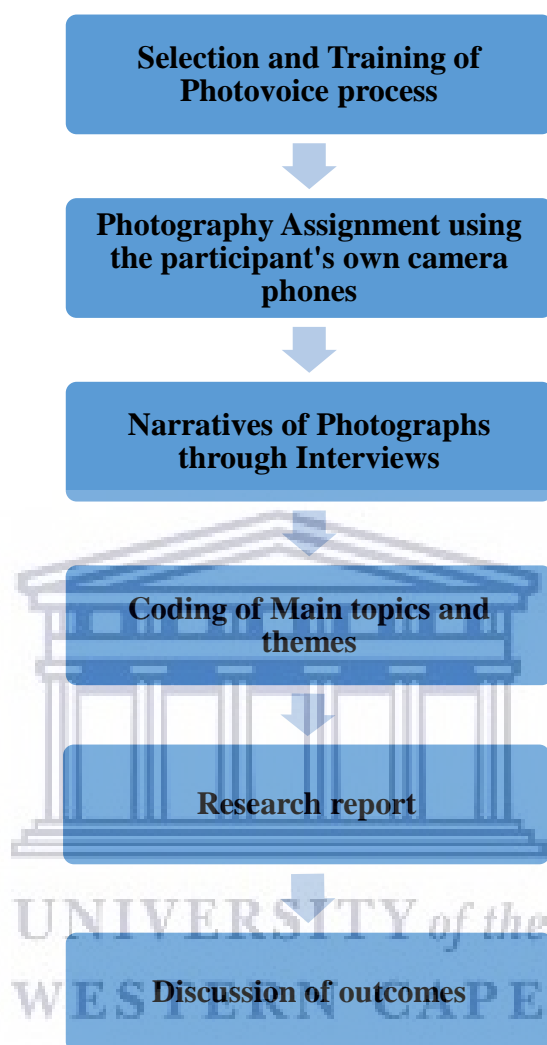 Selection and Training of
Photovoice process
Photography Assignment using
the participant's own camera
phones
Narratives of Photographs
through Interviews
Coding of Main topics and
themes
Research report
UNIVERSITY of the
Discussion of outcomes
WESTERN CAPE